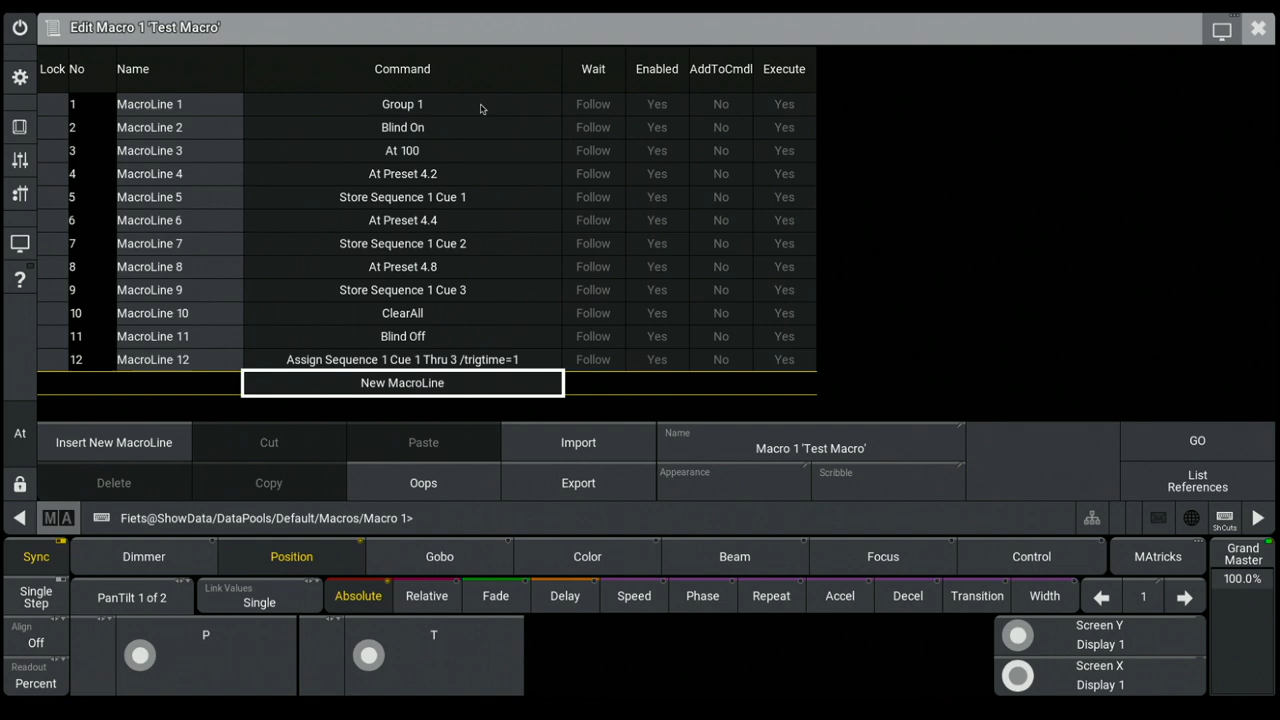 Edit Macro 1 'Test Macro'
Lock No Name Command Wait Enabled AddToCmdl Execute
1 MacroLine 1 Group 1 Follow Yes No Yes
2 MacroLine 2 Blind On Follow Yes No Yes
3 MacroLine 3 At 100 Follow Yes No Yes
4 MacroLine 4 At Preset 4.2 Follow Yes No Yes
5 MacroLine 5 Store Sequence 1 Cue 1 Follow Yes No Yes
6 MacroLine 6 At Preset 4.4 Follow Yes No Yes
7 MacroLine 7 Store Sequence 1 Cue 2 Follow Yes No Yes
8 MacroLine 8 At Preset 4.8 Follow Yes No Yes
9 MacroLine 9 Store Sequence 1 Cue 3 Follow Yes No Yes
10 MacroLine 10 ClearAll Follow Yes No Yes
11 MacroLine 11 Blind Off Follow Yes No Yes
12 MacroLine 12 Assign Sequence 1 Cue 1 Thru 3 /trigtime=1 Follow Yes No Yes
New MacroLine
?
At
Insert New MacroLine Cut Paste Import
Name
Macro 1 'Test Macro'
GO
Delete Copy Oops Export
Appearance Scribble
List
References
MA Fiets@ShowData/DataPools/Default/Macros/Macro 1>
ShCuts
Sync Dimmer Position Gobo Color Beam Focus Control MAtricks
Grand
Master
100.0%
Single
Step
PanTilt 1 of 2
Link Values
Single
Absolute Relative Fade Delay Speed Phase Repeat Accel Decel Transition Width 1
Align
Off
P T
Screen Y
Display 1
Readout
Percent
Screen X
Display 1